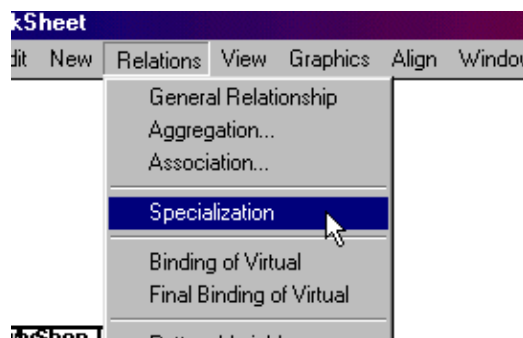 kSheet
dit New Relations View Graphics Align Windo
General Relationship
Aggregation...
Association...
Specialization
Binding of Virtual
Final Binding of Virtual